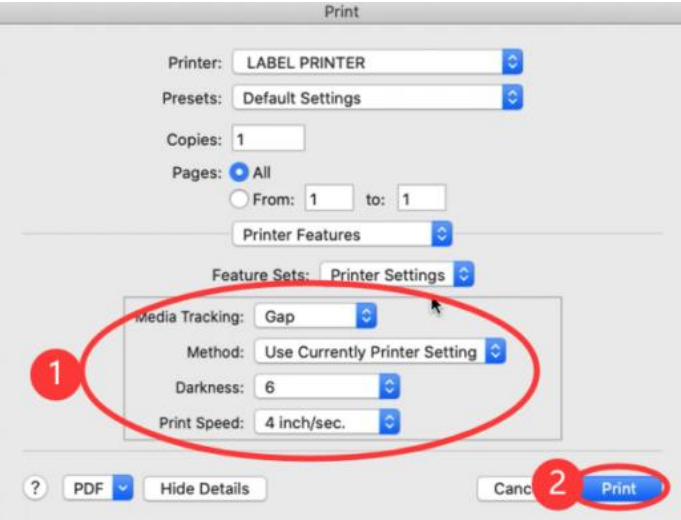 Print
Printer: LABEL PRINTER
Presets: Default Settings
Copies: 1
Pages: All
From: 1 to: 1
Printer Features
Feature Sets: Printer Settings
Media Tracking: Gap
Method: Use Currently Printer Setting
1
Darkness: 6
Print Speed: 4 inch/sec.
? PDF Hide Details Canc 2 Print